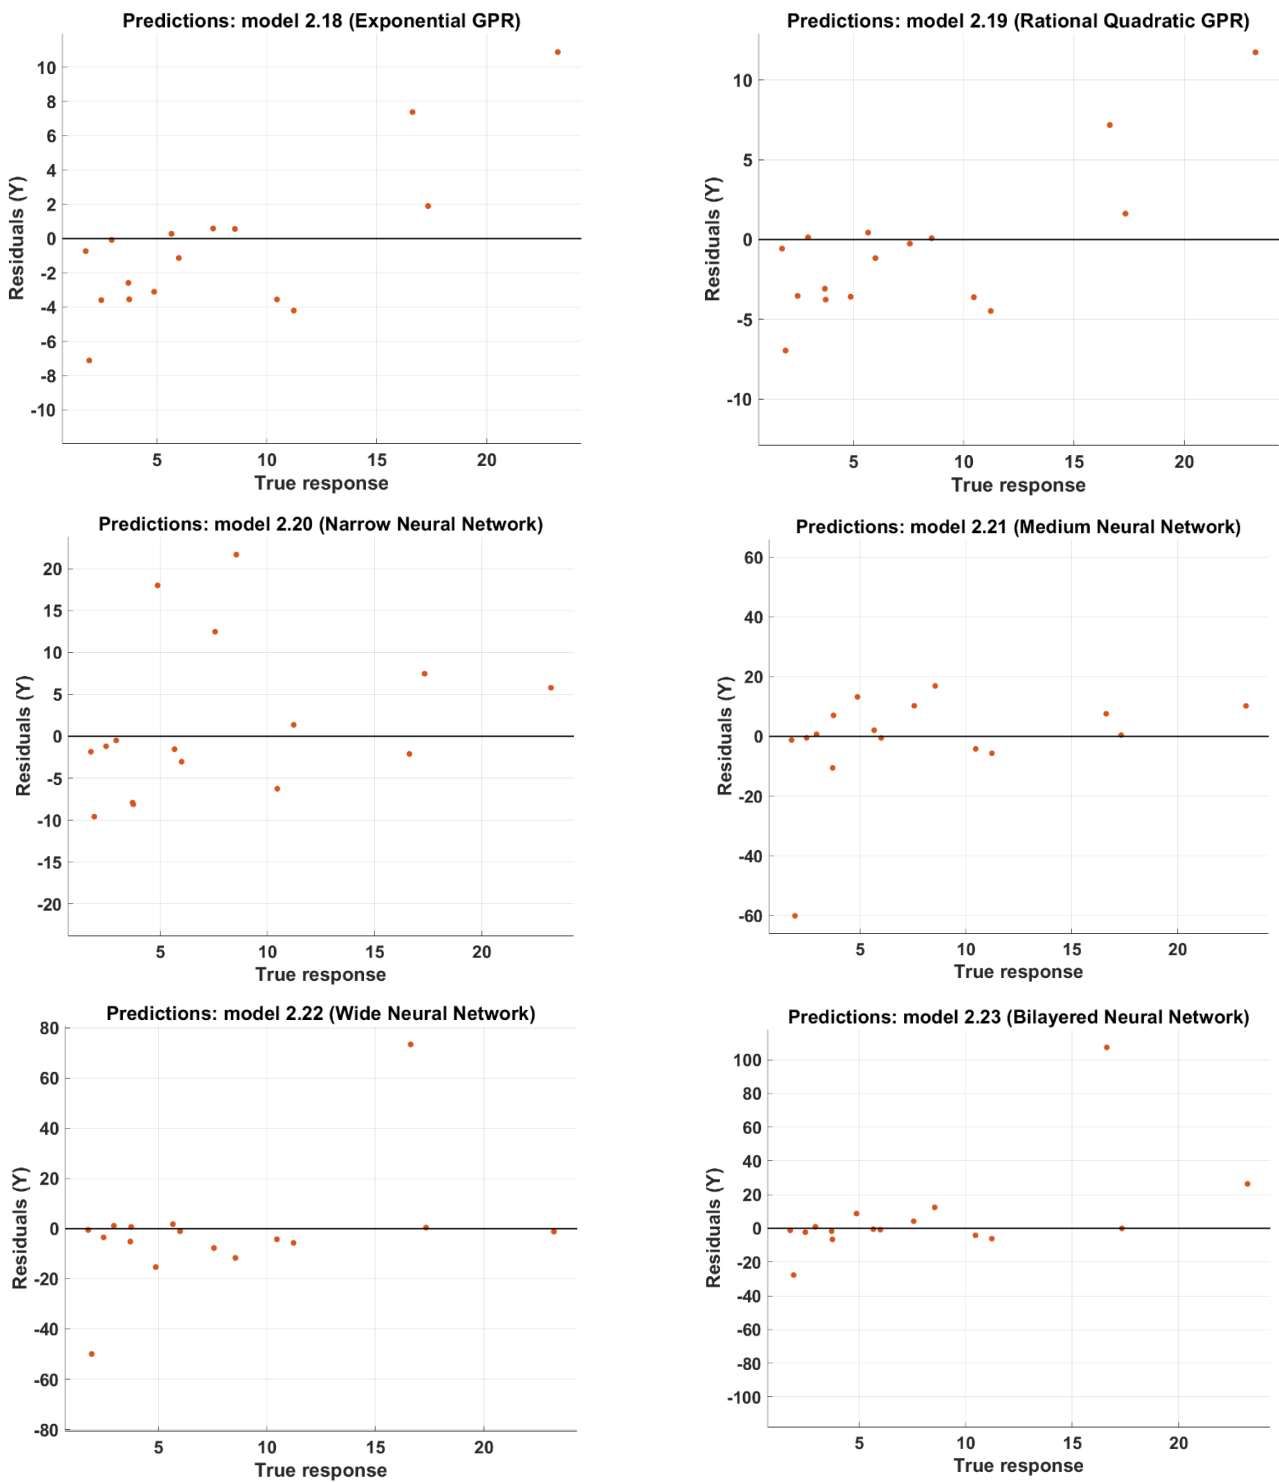 Predictions: model 2.18 (Exponential GPR)
10
8
6
4
2
0
-2
-4
-6
-8
-10
Residuals (Y)
5 10 15 20
True response
Predictions: model 2.19 (Rational Quadratic GPR)
10
5
0
-5
-10
Residuals (Y)
5 10 15 20
True response
Predictions: model 2.20 (Narrow Neural Network)
20
15
10
5
0
-5
-10
-15
-20
Residuals (Y)
5 10 15 20
True response
Predictions: model 2.21 (Medium Neural Network)
60
40
20
0
-20
-40
-60
Residuals (Y)
5 10 15 20
True response
Predictions: model 2.22 (Wide Neural Network)
80
60
40
20
0
-20
-40
-60
-80
Residuals (Y)
5 10 15 20
True response
Predictions: model 2.23 (Bilayered Neural Network)
100
80
60
40
20
0
-20
-40
-60
-80
-100
Residuals (Y)
5 10 15 20
True response